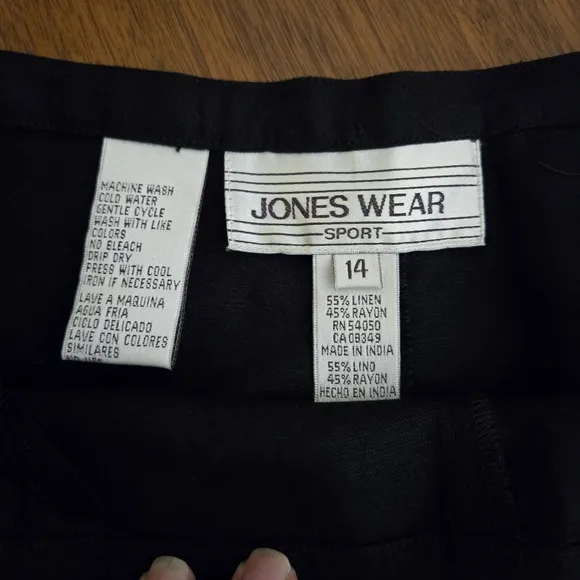 MACHINE WASH
COLD WATER
GENTLE CYCLE
WASH WITH LIKE
COLORS
NO BLEACH
DRIP DRY
PRESS WITH COOL
IRON IF NECESSARY
LAVE A MAQUINA
AGUA FRIA
CICLO DELICADO
LAVE CON COLORES
SIMILARES
JONES WEAR
SPORT
14
55% LINEN
45% RAYON
RN 54050
CA 08349
MADE IN INDIA
55% LINO
45% RAYON
HECHO EN INDIA